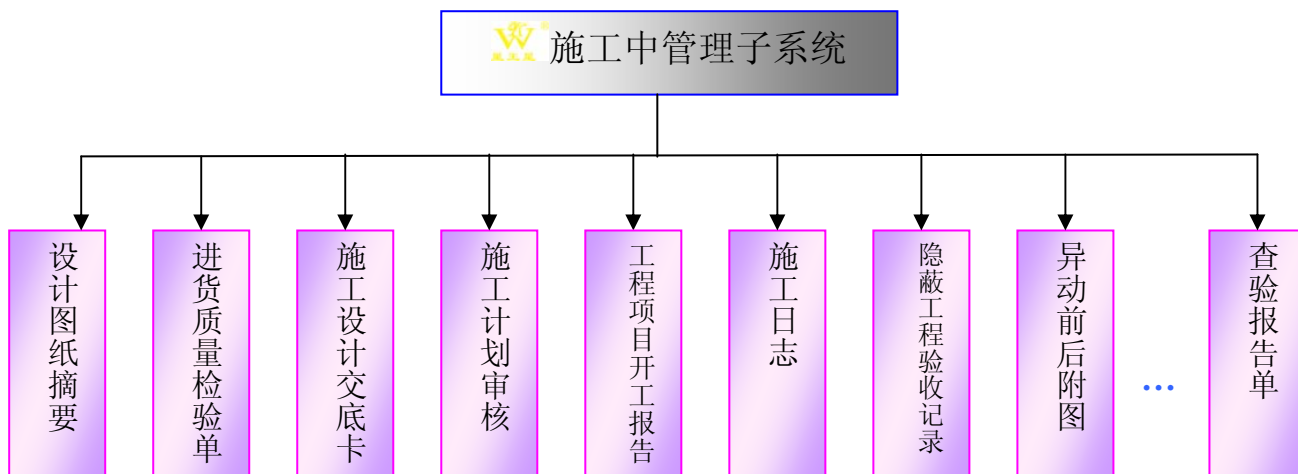 施工中管理子系统
设计图纸摘要
进货质量检验单
施工设计交底卡
施工计划审核
工程项目开工报告
施工日志
隐蔽工程验收记录
异动前后附图
…
查验报告单